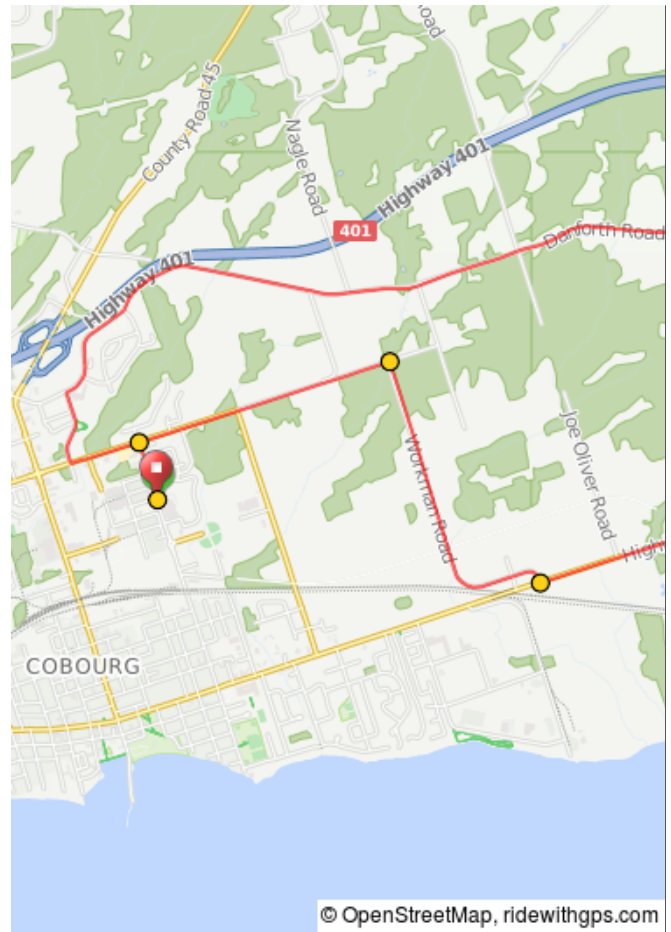 Road
County Road 45
Nagle Road
Highway 401
401
Danforth Road
Highway 401
Joe Oliver Road
Workman Road
High
COBOURG
© OpenStreetMap, ridewithgps.com